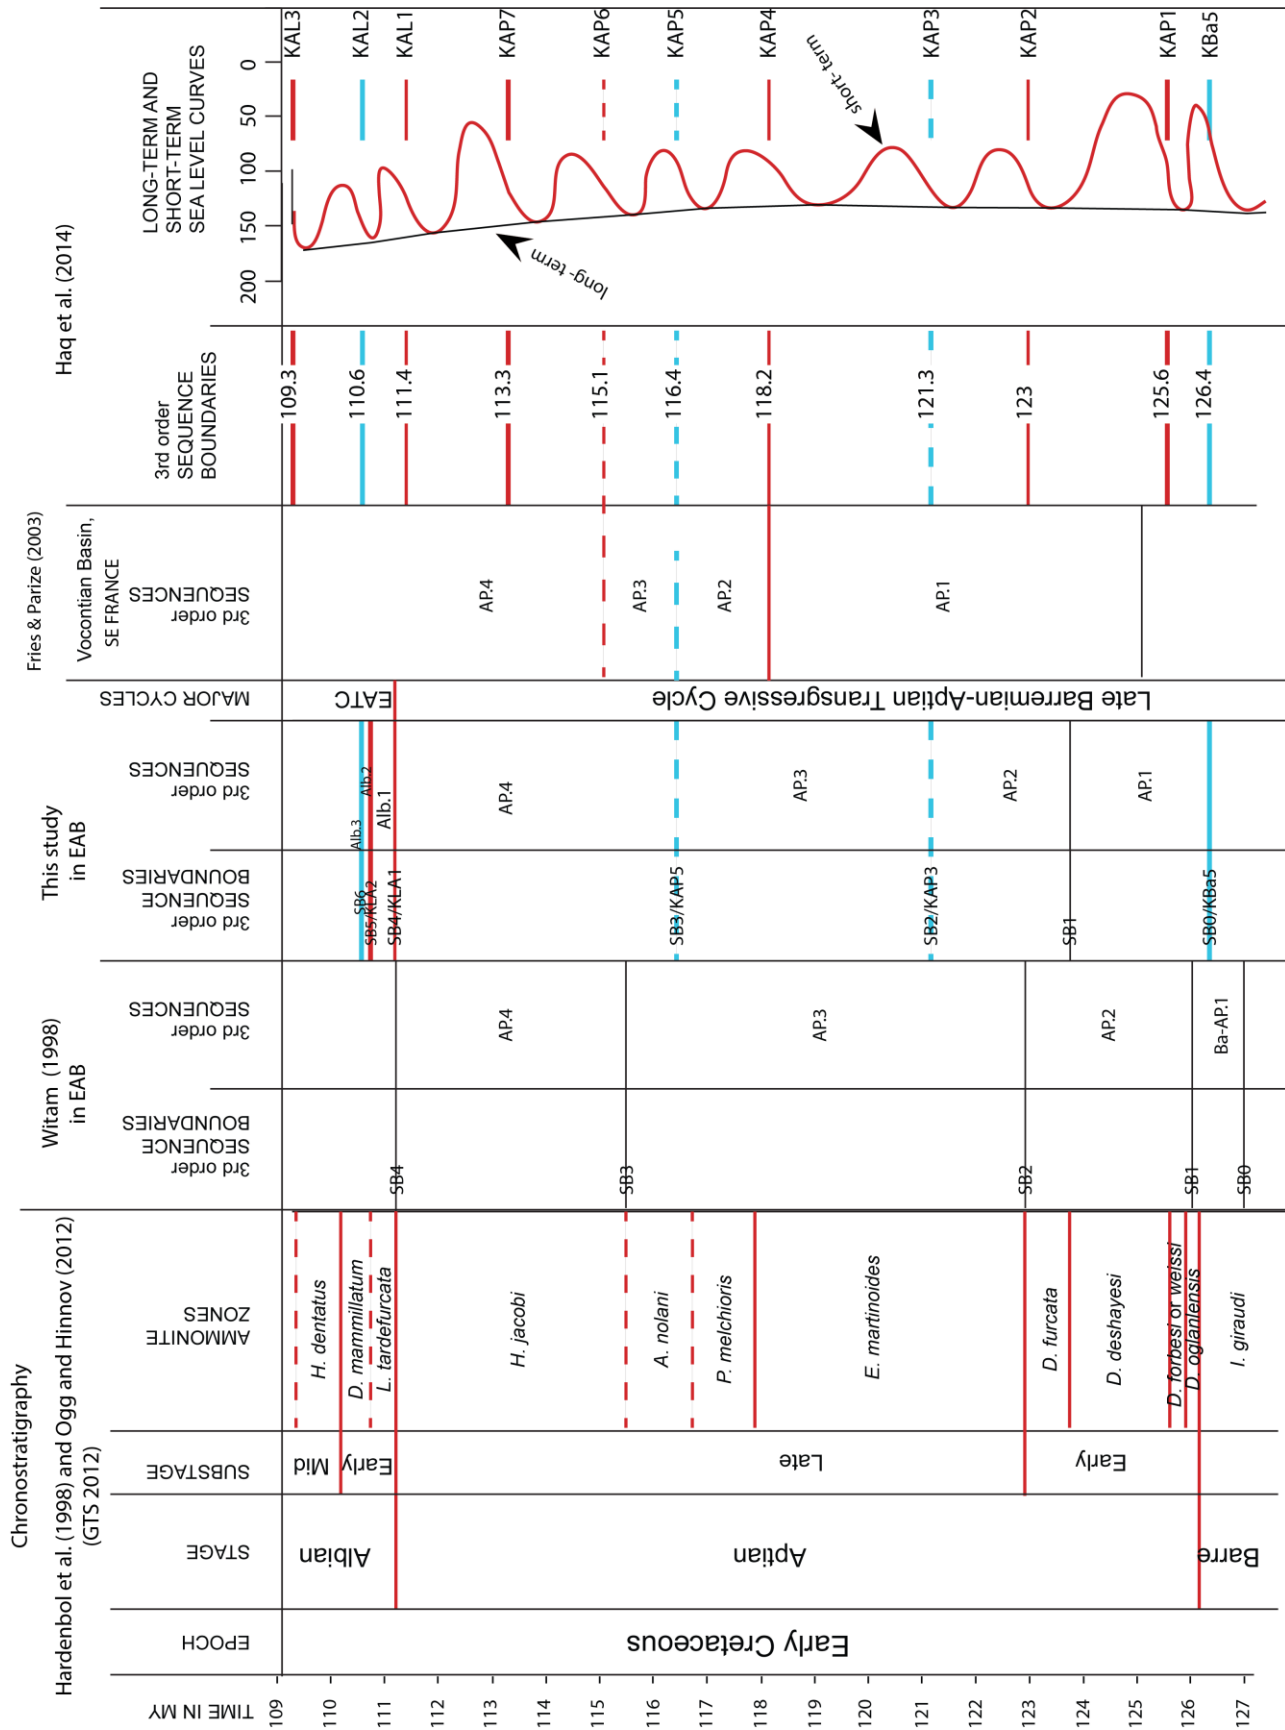 Chronostratigraphy
Hardenbol et al. (1998) and Ogg and Hinnov (2012)
(GTS 2012)
Witam (1998)
in EAB
This study
in EAB
Fries & Parize (2003)
Vocontian Basin,
SE FRANCE
Haq et al. (2014)
TIME IN MY
EPOCH
STAGE
SUBSTAGE
AMMONITE
ZONES
3rd order
SEQUENCE
BOUNDARIES
3rd order
SEQUENCES
3rd order
SEQUENCE
BOUNDARIES
3rd order
SEQUENCES
MAJOR CYCLES
3rd order
SEQUENCES
3rd order
SEQUENCE
BOUNDARIES
LONG-TERM AND
SHORT-TERM
SEA LEVEL CURVES
109
110
111
112
113
114
115
116
117
118
119
120
121
122
123
124
125
126
127
Early Cretaceous
Albian
Aptian
Barre
Mid
Early
Late
Early
H. dentatus
D. mammillatum
L. tardefurcata
H. jacobi
A. nolani
P. melchioris
E. martinoides
D. furcata
D. deshayesi
D. forbesi or weissi
D. oglanlensis
I. giraudi
SB4
SB3
SB2
SB1
SB0
AP.4
AP.3
AP.2
Ba-AP.1
SB6
SB5/KLA2
SB4/KLA1
SB3/KAP5
SB2/KAP3
SB1
SB0/KBa5
Alb.3
Alb.2
Alb.1
AP.4
AP.3
AP.2
AP.1
EATC
Late Barremian-Aptian Transgressive Cycle
AP.4
AP.3
AP.2
AP.1
109.3
110.6
111.4
113.3
115.1
116.4
118.2
121.3
123
125.6
126.4
200
150
100
50
0
long-term
short-term
KAL3
KAL2
KAL1
KAP7
KAP6
KAP5
KAP4
KAP3
KAP2
KAP1
KBa5